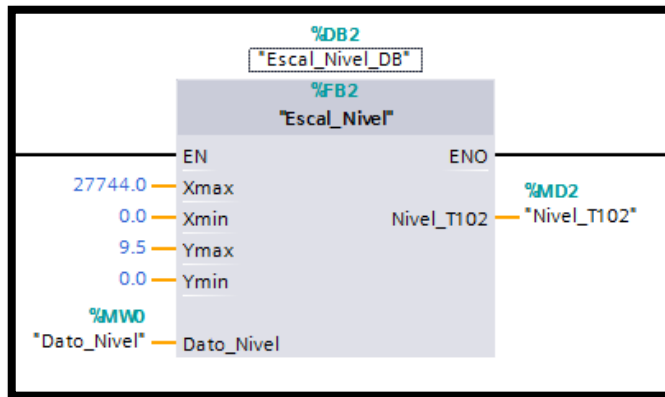 %DB2
"Escal_Nivel_DB"
%FB2
"Escal_Nivel"
EN ENO
27744.0 Xmax
%MD2
0.0 Xmin Nivel_T102 "Nivel_T102"
9.5 Ymax
0.0 Ymin
%MW0
"Dato_Nivel" Dato_Nivel